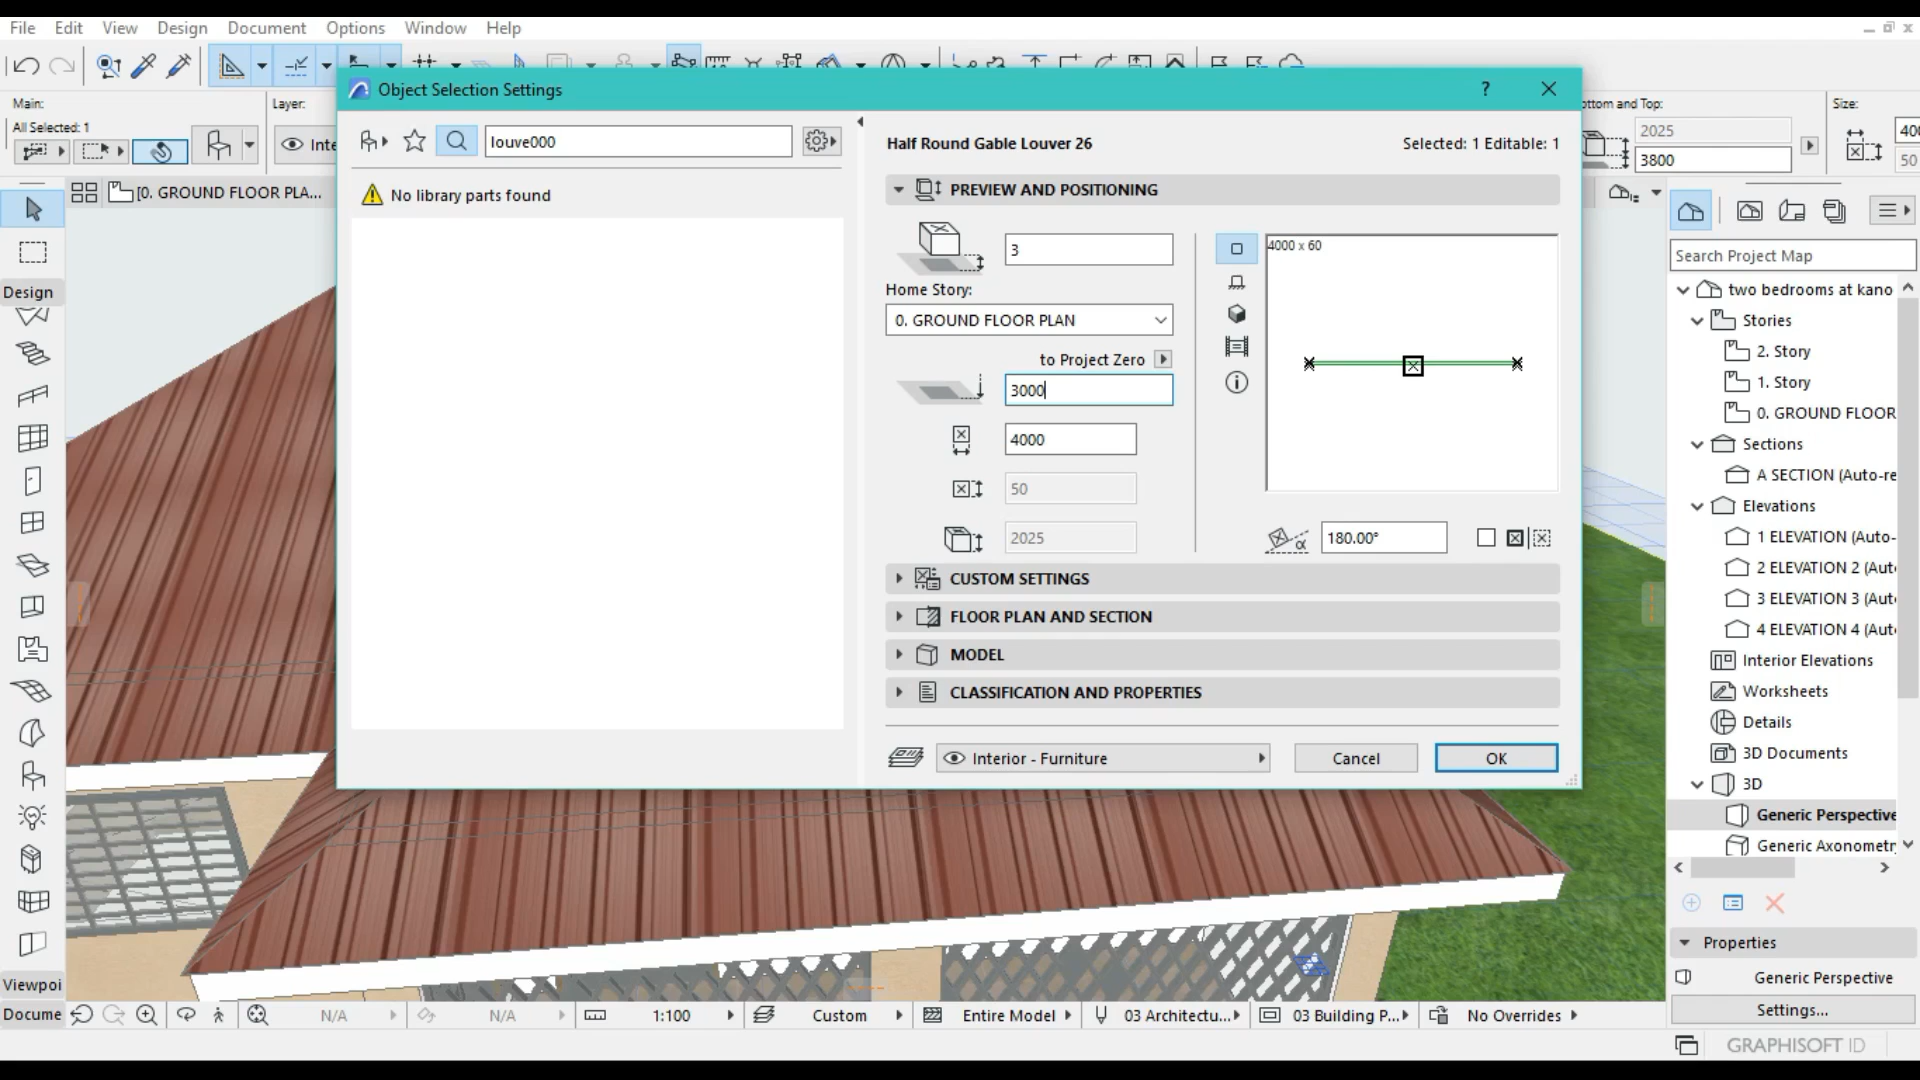 File Edit View Design Document Options Window Help
Main:
All Selected: 1
Layer:
Inte
[0. GROUND FLOOR PLA...
Design
Viewpoi
Docume
Object Selection Settings
?
louve000
No library parts found
Half Round Gable Louver 26
Selected: 1 Editable: 1
PREVIEW AND POSITIONING
3
Home Story:
0. GROUND FLOOR PLAN
to Project Zero
3000
4000
50
2025
4000 x 60
α
180.00°
CUSTOM SETTINGS
FLOOR PLAN AND SECTION
MODEL
CLASSIFICATION AND PROPERTIES
Interior - Furniture
Cancel
OK
ottom and Top:
2025
3800
Size:
400
50
Search Project Map
two bedrooms at kano
Stories
2. Story
1. Story
0. GROUND FLOOR
Sections
A SECTION (Auto-re
Elevations
1 ELEVATION (Auto-
2 ELEVATION 2 (Aut
3 ELEVATION 3 (Aut
4 ELEVATION 4 (Aut
Interior Elevations
Worksheets
Details
3D Documents
3D
Generic Perspective
Generic Axonometr
Properties
Generic Perspective
Settings...
N/A
N/A
1:100
Custom
Entire Model
03 Architectu...
03 Building P...
No Overrides
GRAPHISOFT ID